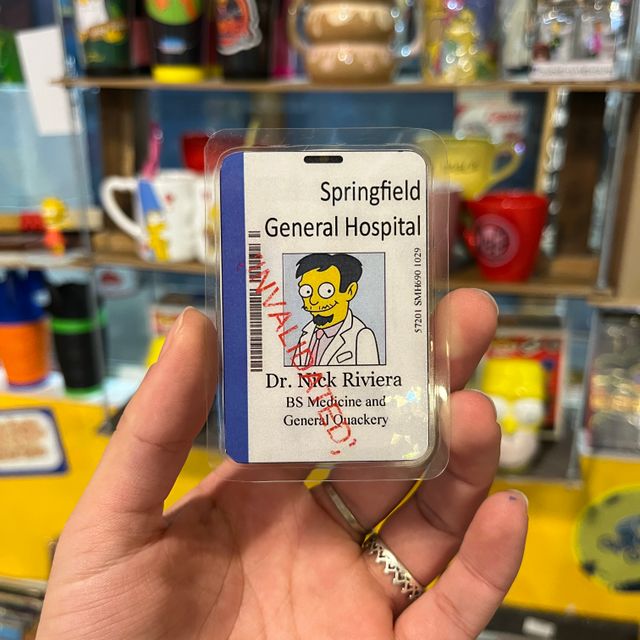 Springfield
General Hospital
57201 SMH690 1029
"INVALIDATED"
Dr. Nick Riviera
BS Medicine and
General Quackery